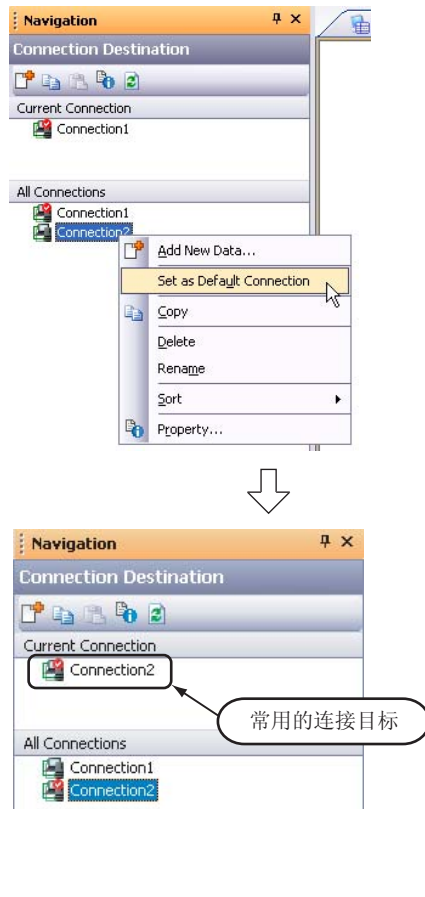 Navigation
Connection Destination
Current Connection
Connection1
All Connections
Connection1
Connection2
Add New Data...
Set as Default Connection
Copy
Delete
Rename
Sort
Property...
Navigation
Connection Destination
Current Connection
Connection2
常用的连接目标
All Connections
Connection1
Connection2